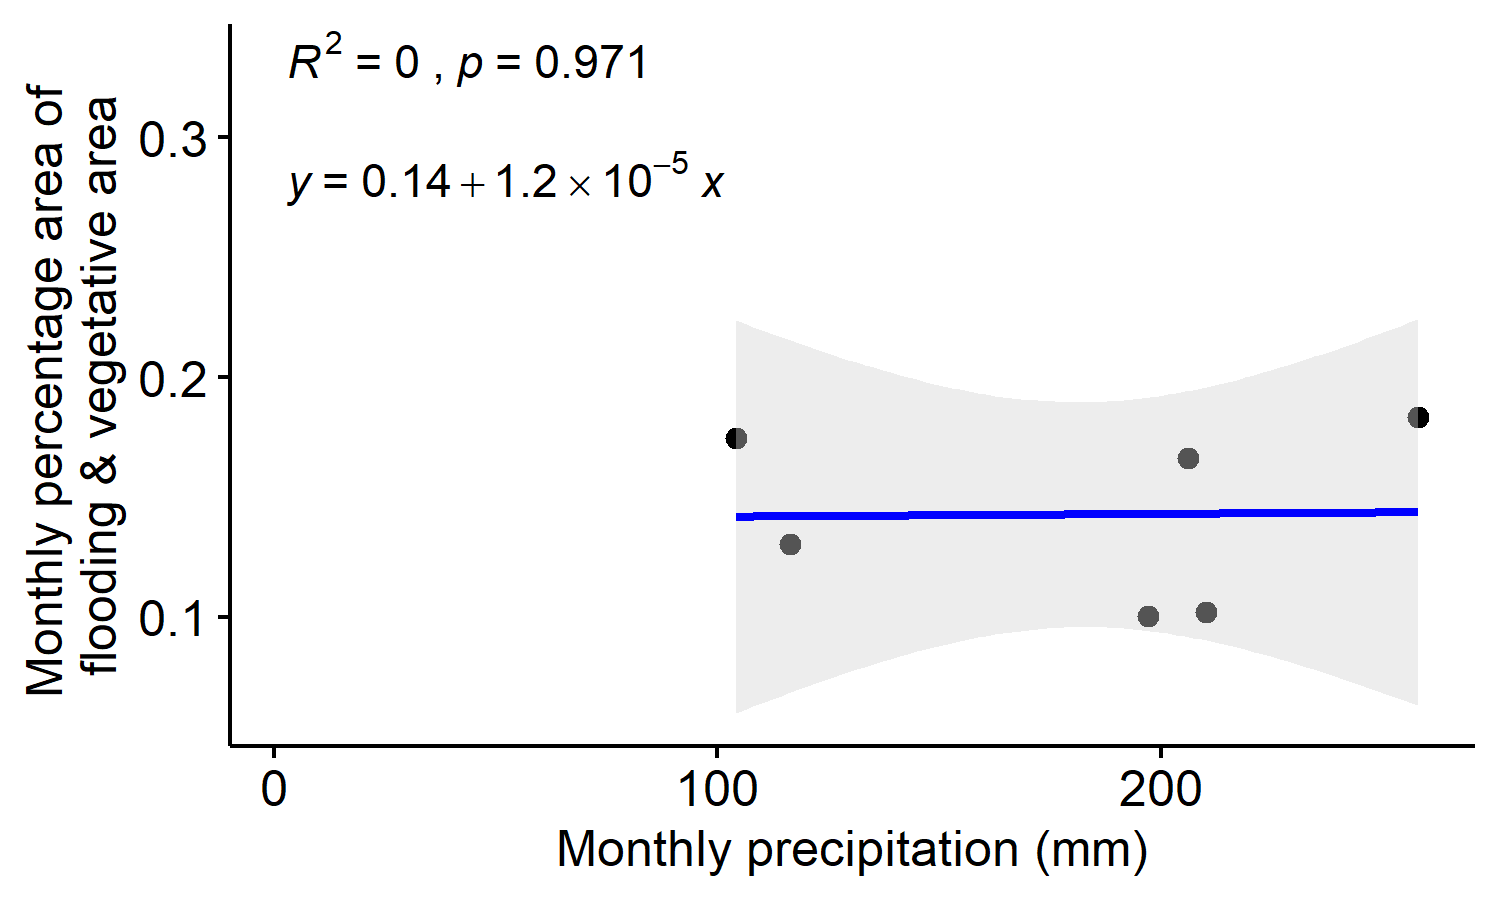 R² = 0 , p = 0.971
y = 0.14 + 1.2 × 10⁻⁵ x
Monthly percentage area of
flooding & vegetative area
0.3
0.2
0.1
0 100 200
Monthly precipitation (mm)